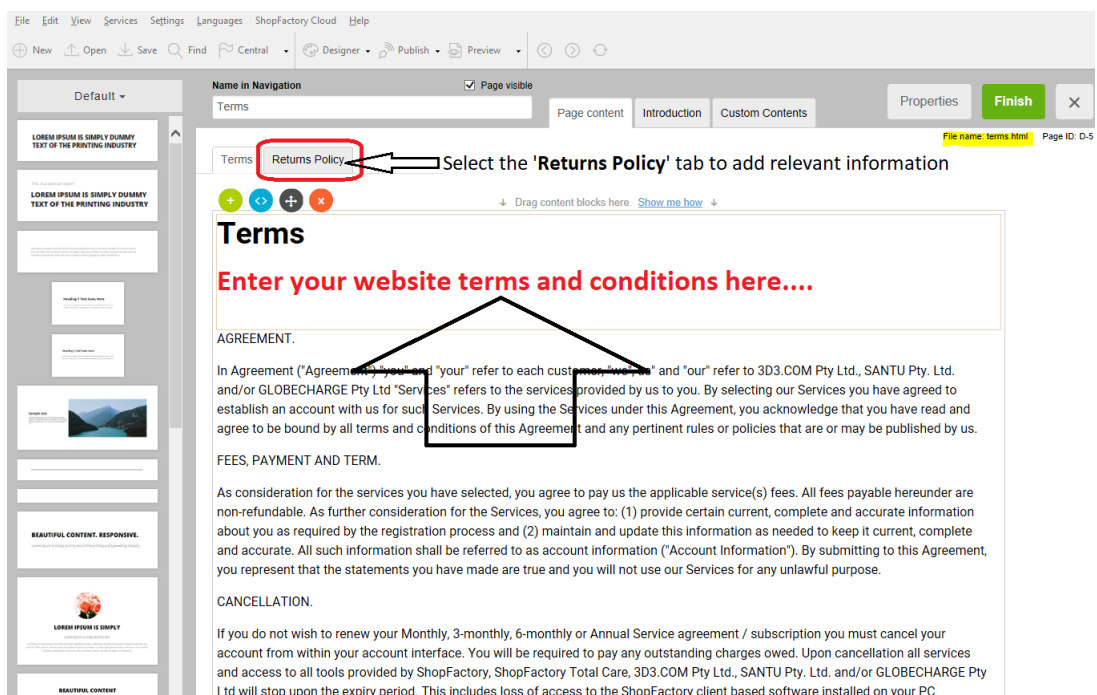 File Edit View Services Settings Languages ShopFactory Cloud Help
New Open Save Find Central Designer Publish Preview
Default
Name in Navigation
Page visible
Terms
Page content Introduction Custom Contents
Properties Finish
File name: terms.html Page ID: D-5
Terms Returns Policy
Select the 'Returns Policy' tab to add relevant information
Drag content blocks here. Show me how
Terms
Enter your website terms and conditions here....
AGREEMENT.
In Agreement ("Agreement") "you" and "your" refer to each customer, "we", us" and "our" refer to 3D3.COM Pty Ltd., SANTU Pty. Ltd.
and/or GLOBECHARGE Pty Ltd "Services" refers to the services provided by us to you. By selecting our Services you have agreed to
establish an account with us for such Services. By using the Services under this Agreement, you acknowledge that you have read and
agree to be bound by all terms and conditions of this Agreement and any pertinent rules or policies that are or may be published by us.
FEES, PAYMENT AND TERM.
As consideration for the services you have selected, you agree to pay us the applicable service(s) fees. All fees payable hereunder are
non-refundable. As further consideration for the Services, you agree to: (1) provide certain current, complete and accurate information
about you as required by the registration process and (2) maintain and update this information as needed to keep it current, complete
and accurate. All such information shall be referred to as account information ("Account Information"). By submitting to this Agreement,
you represent that the statements you have made are true and you will not use our Services for any unlawful purpose.
CANCELLATION.
If you do not wish to renew your Monthly, 3-monthly, 6-monthly or Annual Service agreement / subscription you must cancel your
account from within your account interface. You will be required to pay any outstanding charges owed. Upon cancellation all services
and access to all tools provided by ShopFactory, ShopFactory Total Care, 3D3.COM Pty Ltd., SANTU Pty. Ltd. and/or GLOBECHARGE Pty
Ltd will stop upon the expiry period. This includes loss of access to the ShopFactory client based software installed on your PC
LOREM IPSUM IS SIMPLY DUMMY
TEXT OF THE PRINTING INDUSTRY
This is a special report
LOREM IPSUM IS SIMPLY DUMMY
TEXT OF THE PRINTING INDUSTRY
Heading 1 Text Goes Here
Sample text
BEAUTIFUL CONTENT. RESPONSIVE.
LOREM IPSUM IS SIMPLY
BEAUTIFUL CONTENT